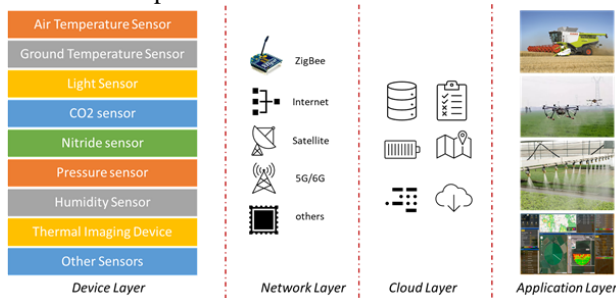 Air Temperature Sensor
Ground Temperature Sensor
Light Sensor
CO2 sensor
Nitride sensor
Pressure sensor
Humidity Sensor
Thermal Imaging Device
Other Sensors
Device Layer
ZigBee
Internet
Satellite
5G/6G
others
Network Layer
Cloud Layer
Application Layer